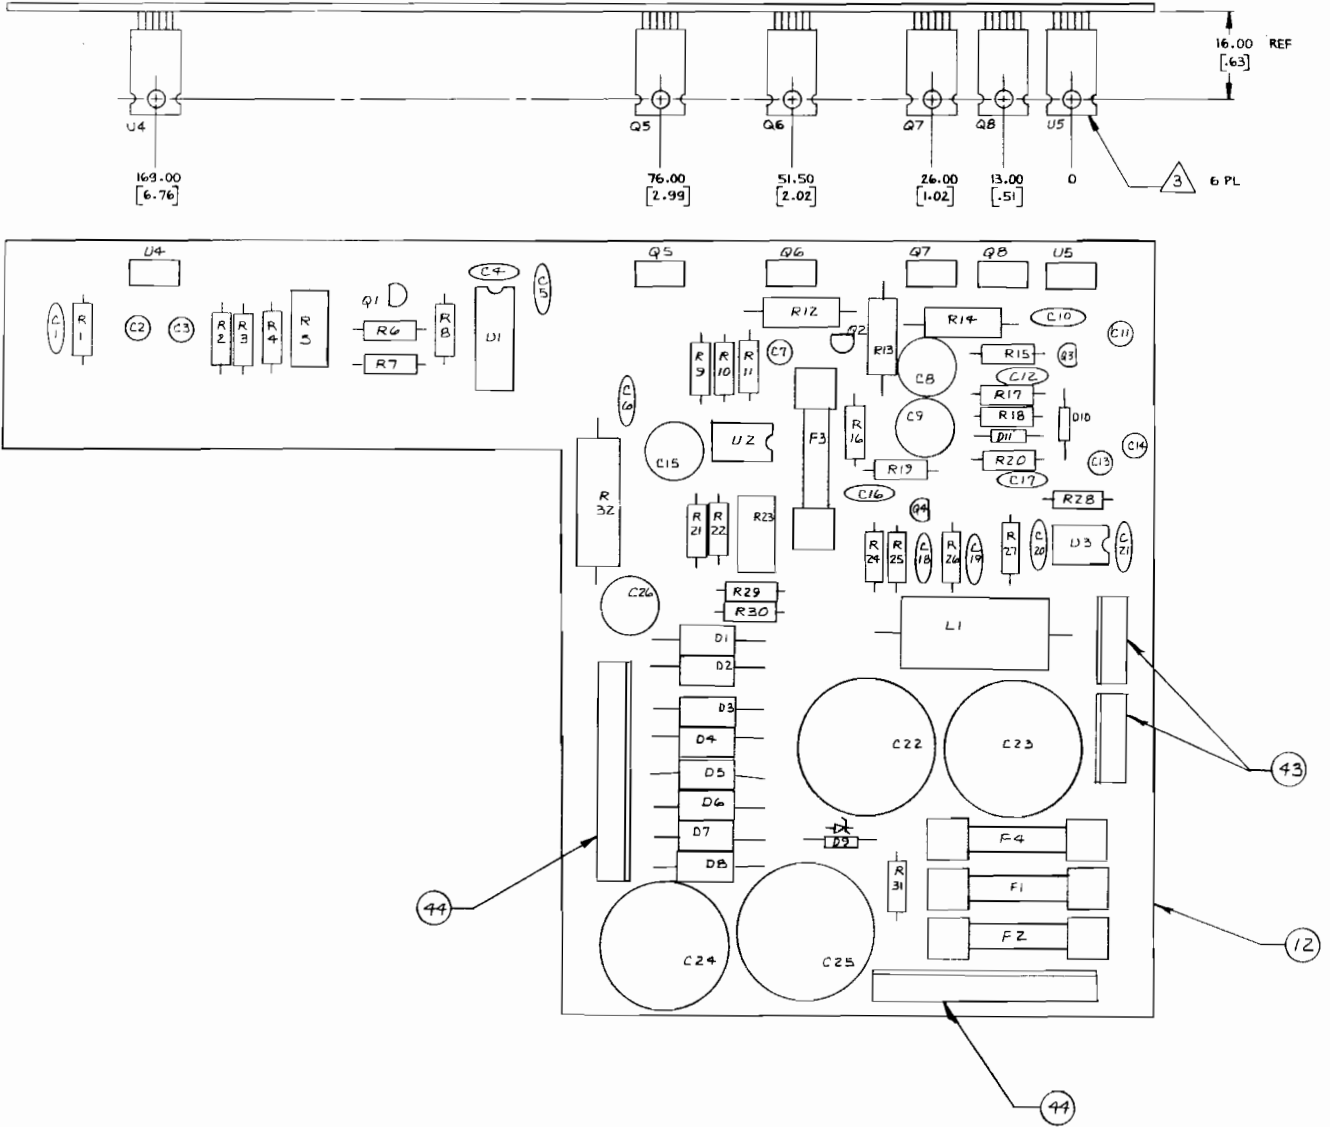 16.00 REF
[.63]
U4 Q5 Q6 Q7 Q8 U5
169.00 76.00 51.50 26.00 13.00 0
[6.76] [2.99] [2.02] [1.02] [.51]
3 6 PL
U4 Q5 Q6 Q7 Q8 U5
C4
C5
Q1
R12
R14
C10
C1
R1
C2
C3
R2
R3
R4
R5
R6
R7
R8
U1
Q2
R13
C11
R9
R10
R11
C7
C8
R15
Q3
C12
R17
C6
C9
R18
D10
D11
F3
R16
U2
C15
C14
C13
R20
R19
C17
C16
R28
R32
R21
R22
R23
Q4
R24
R25
C18
R26
C19
R27
C20
U3
C21
C26
R29
R30
L1
D1
D2
D3
D4
D5
D6
D7
D8
C22
C23
43
D9
F4
R31
F1
F2
44
12
C24
C25
44